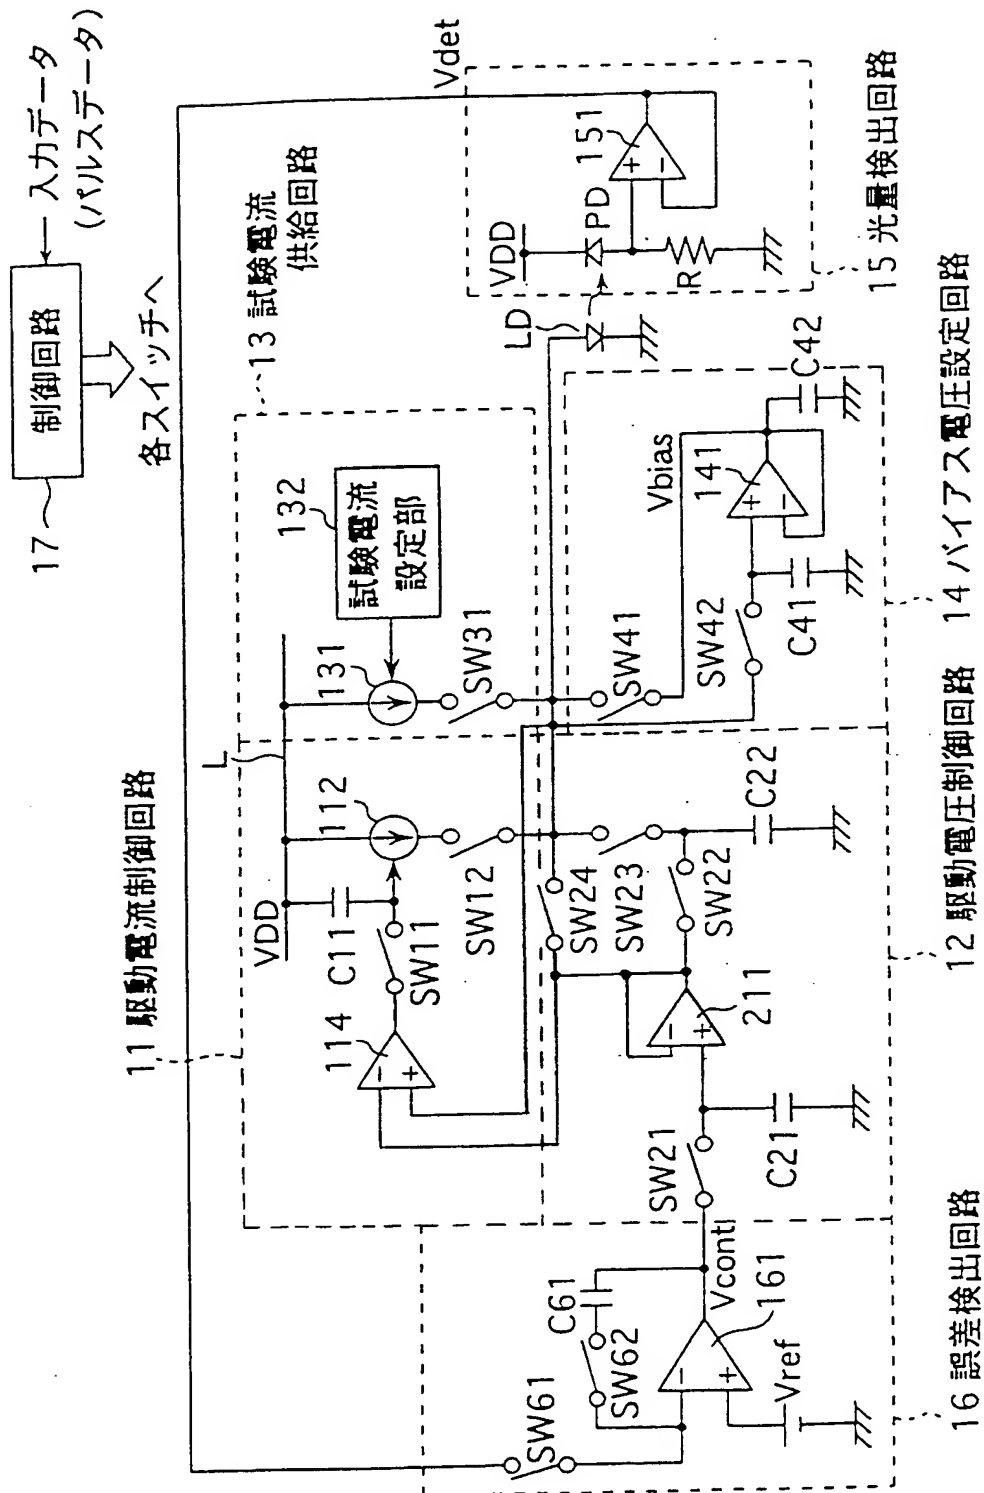 17
制御回路
入力データ
(パルスデータ)
各スイッチへ
11 駆動電流制御回路
13 試験電流
供給回路
L
VDD
132
試験電流
設定部
112
131
C11
SW11
114
−
+
SW12
SW31
Vdet
VDD
PD
151
+
−
R
LD
15 光量検出回路
SW24
SW23
SW22
C22
211
−
+
SW21
C21
12 駆動電圧制御回路
SW41
SW42
Vbias
141
+
−
C41
C42
14 バイアス電圧設定回路
SW61
SW62
C61
161
−
+
Vcontl
Vref
16 誤差検出回路